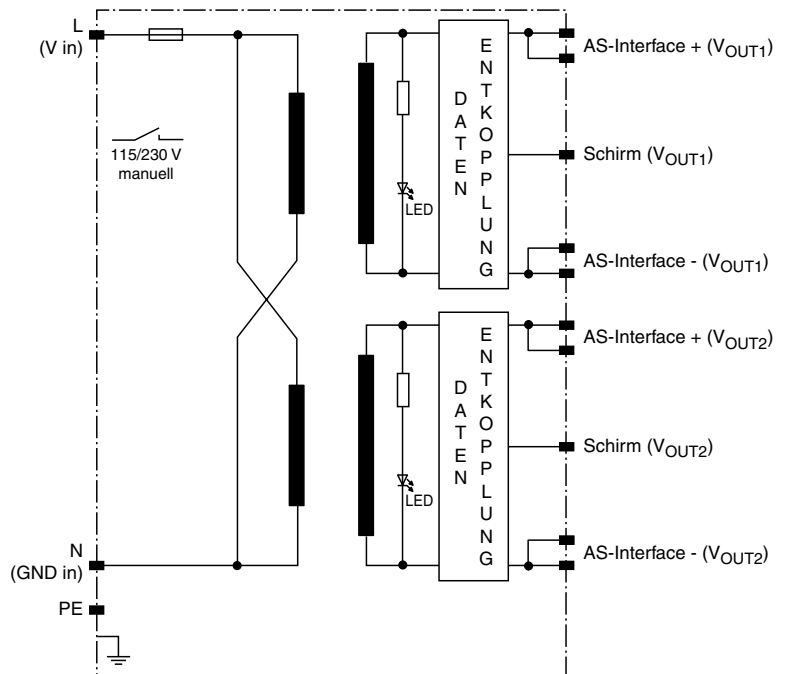 L
(V in)
115/230 V
manuell
N
(GND in)
PE
LED
DATEN
ENTKOPPLUNG
AS-Interface + (VOUT1)
Schirm (VOUT1)
AS-Interface - (VOUT1)
LED
DATEN
ENTKOPPLUNG
AS-Interface + (VOUT2)
Schirm (VOUT2)
AS-Interface - (VOUT2)